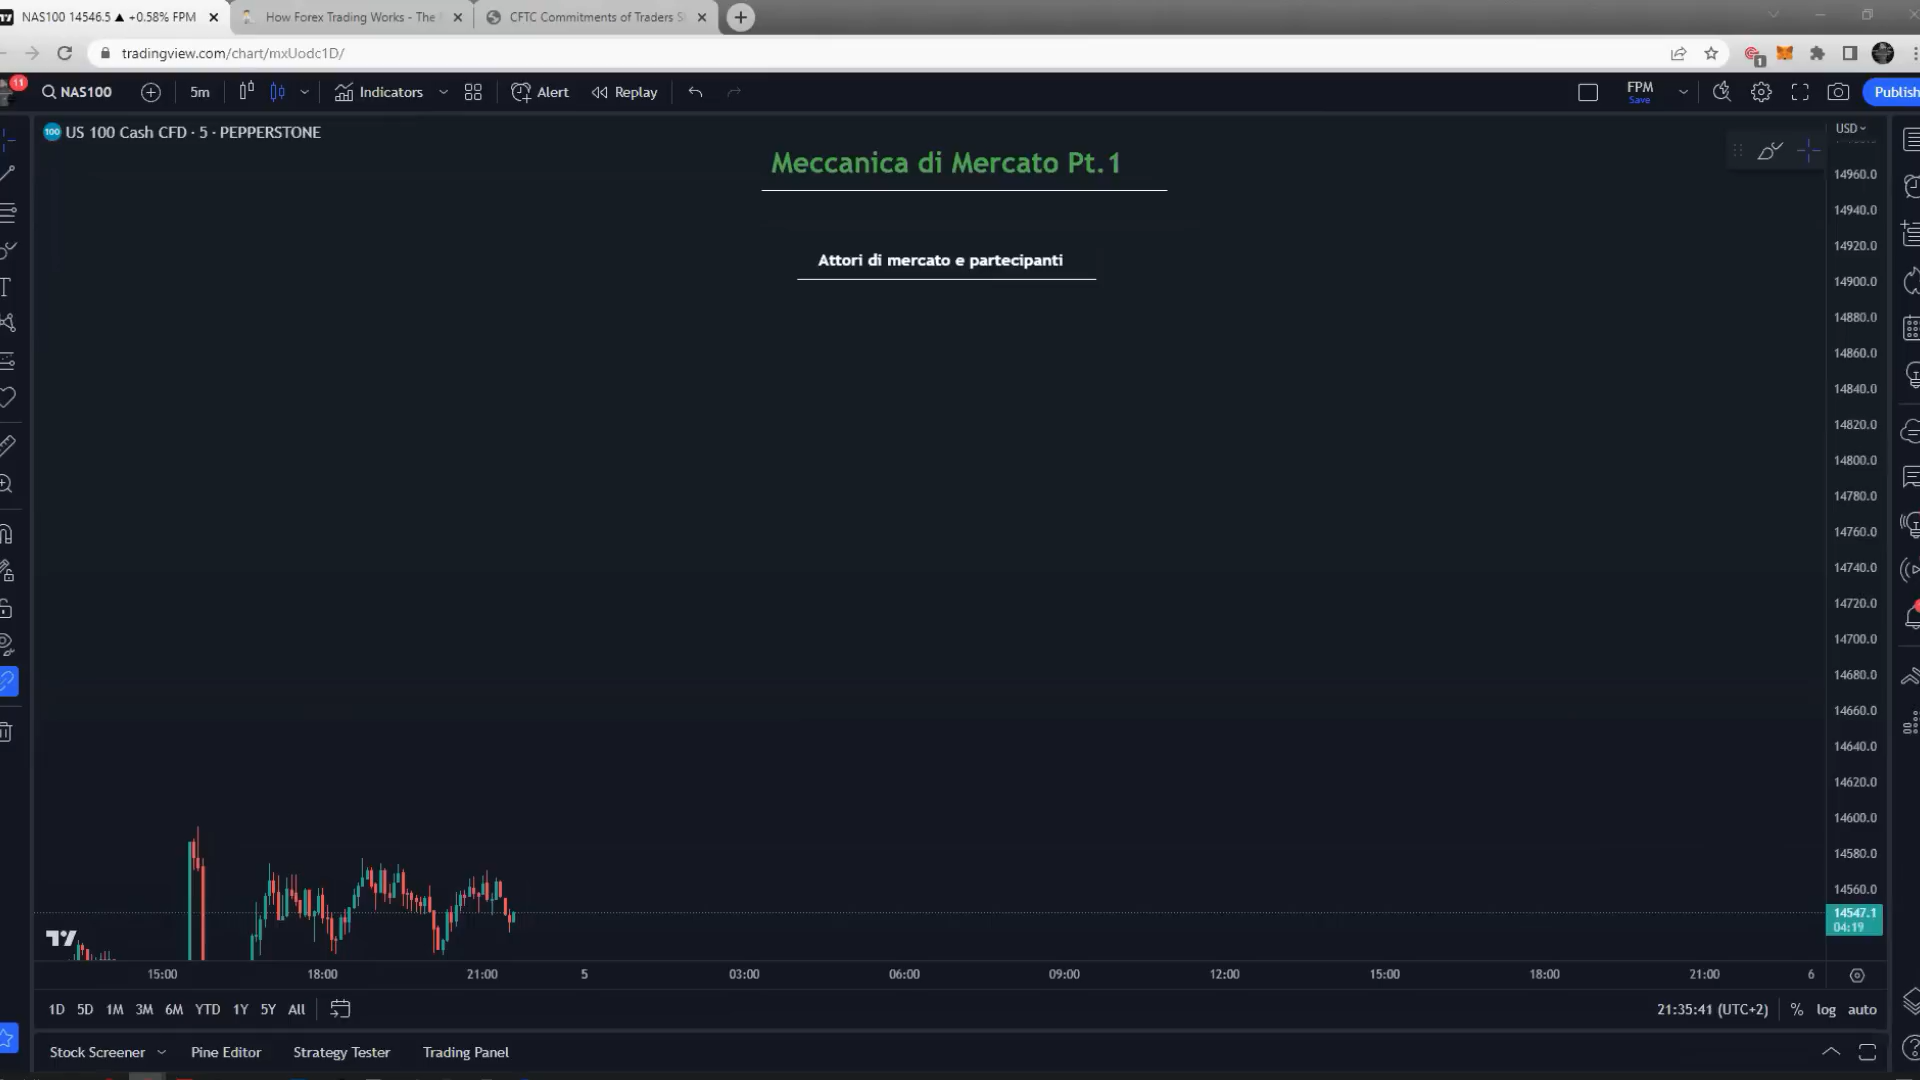 NAS100 14546.5 ▲ +0.58% FPM
How Forex Trading Works - The
CFTC Commitments of Traders S
tradingview.com/chart/mxUodc1D/
1
11
NAS100
5m
Indicators
Alert
Replay
FPM
Save
Publish
100 US 100 Cash CFD · 5 · PEPPERSTONE
USD
Meccanica di Mercato Pt.1
Attori di mercato e partecipanti
14960.0
14940.0
14920.0
14900.0
14880.0
14860.0
14840.0
14820.0
14800.0
14780.0
14760.0
14740.0
14720.0
14700.0
14680.0
14660.0
14640.0
14620.0
14600.0
14580.0
14560.0
14547.1
04:19
15:00 18:00 21:00 5 03:00 06:00 09:00 12:00 15:00 18:00 21:00 6
1D 5D 1M 3M 6M YTD 1Y 5Y All
21:35:41 (UTC+2) % log auto
Stock Screener Pine Editor Strategy Tester Trading Panel